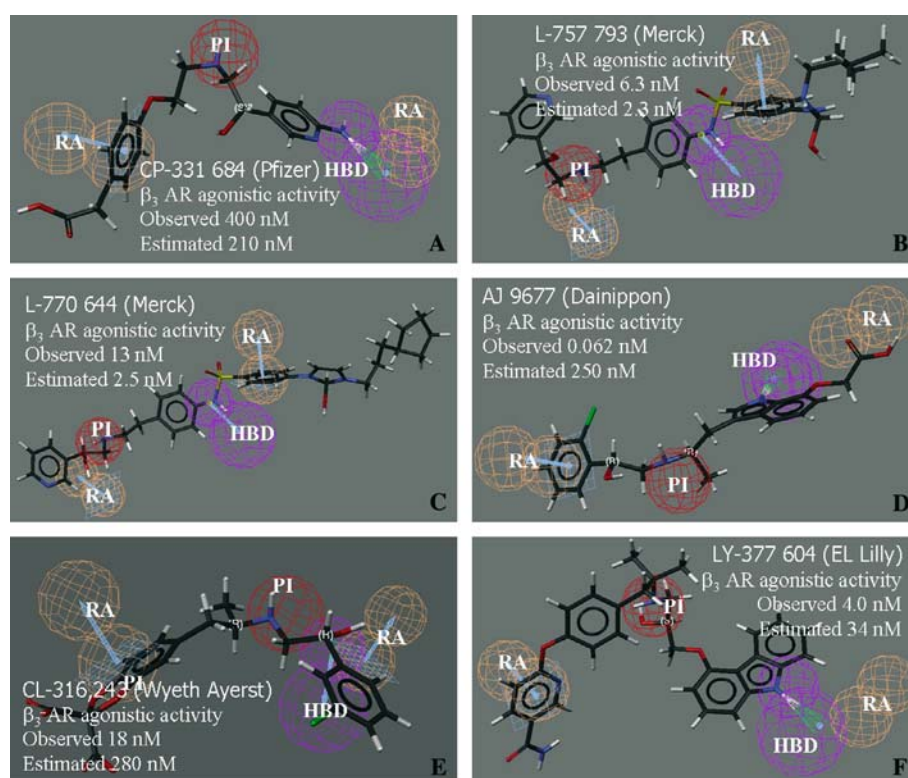 PI
RA
RA
HBD
CP-331 684 (Pfizer)
β3 AR agonistic activity
Observed 400 nM
Estimated 210 nM
A
L-757 793 (Merck)
β3 AR agonistic activity
Observed 6.3 nM
Estimated 2.3 nM
RA
PI
HBD
RA
B
L-770 644 (Merck)
β3 AR agonistic activity
Observed 13 nM
Estimated 2.5 nM
RA
PI
HBD
RA
C
AJ 9677 (Dainippon)
β3 AR agonistic activity
Observed 0.062 nM
Estimated 250 nM
RA
HBD
RA
(R)
(R)
PI
D
PI
RA
RA
(R)
(R)
PI
HBD
CL-316,243 (Wyeth Ayerst)
β3 AR agonistic activity
Observed 18 nM
Estimated 280 nM
E
LY-377 604 (EL Lilly)
β3 AR agonistic activity
Observed 4.0 nM
Estimated 34 nM
PI
(S)
RA
RA
HBD
F